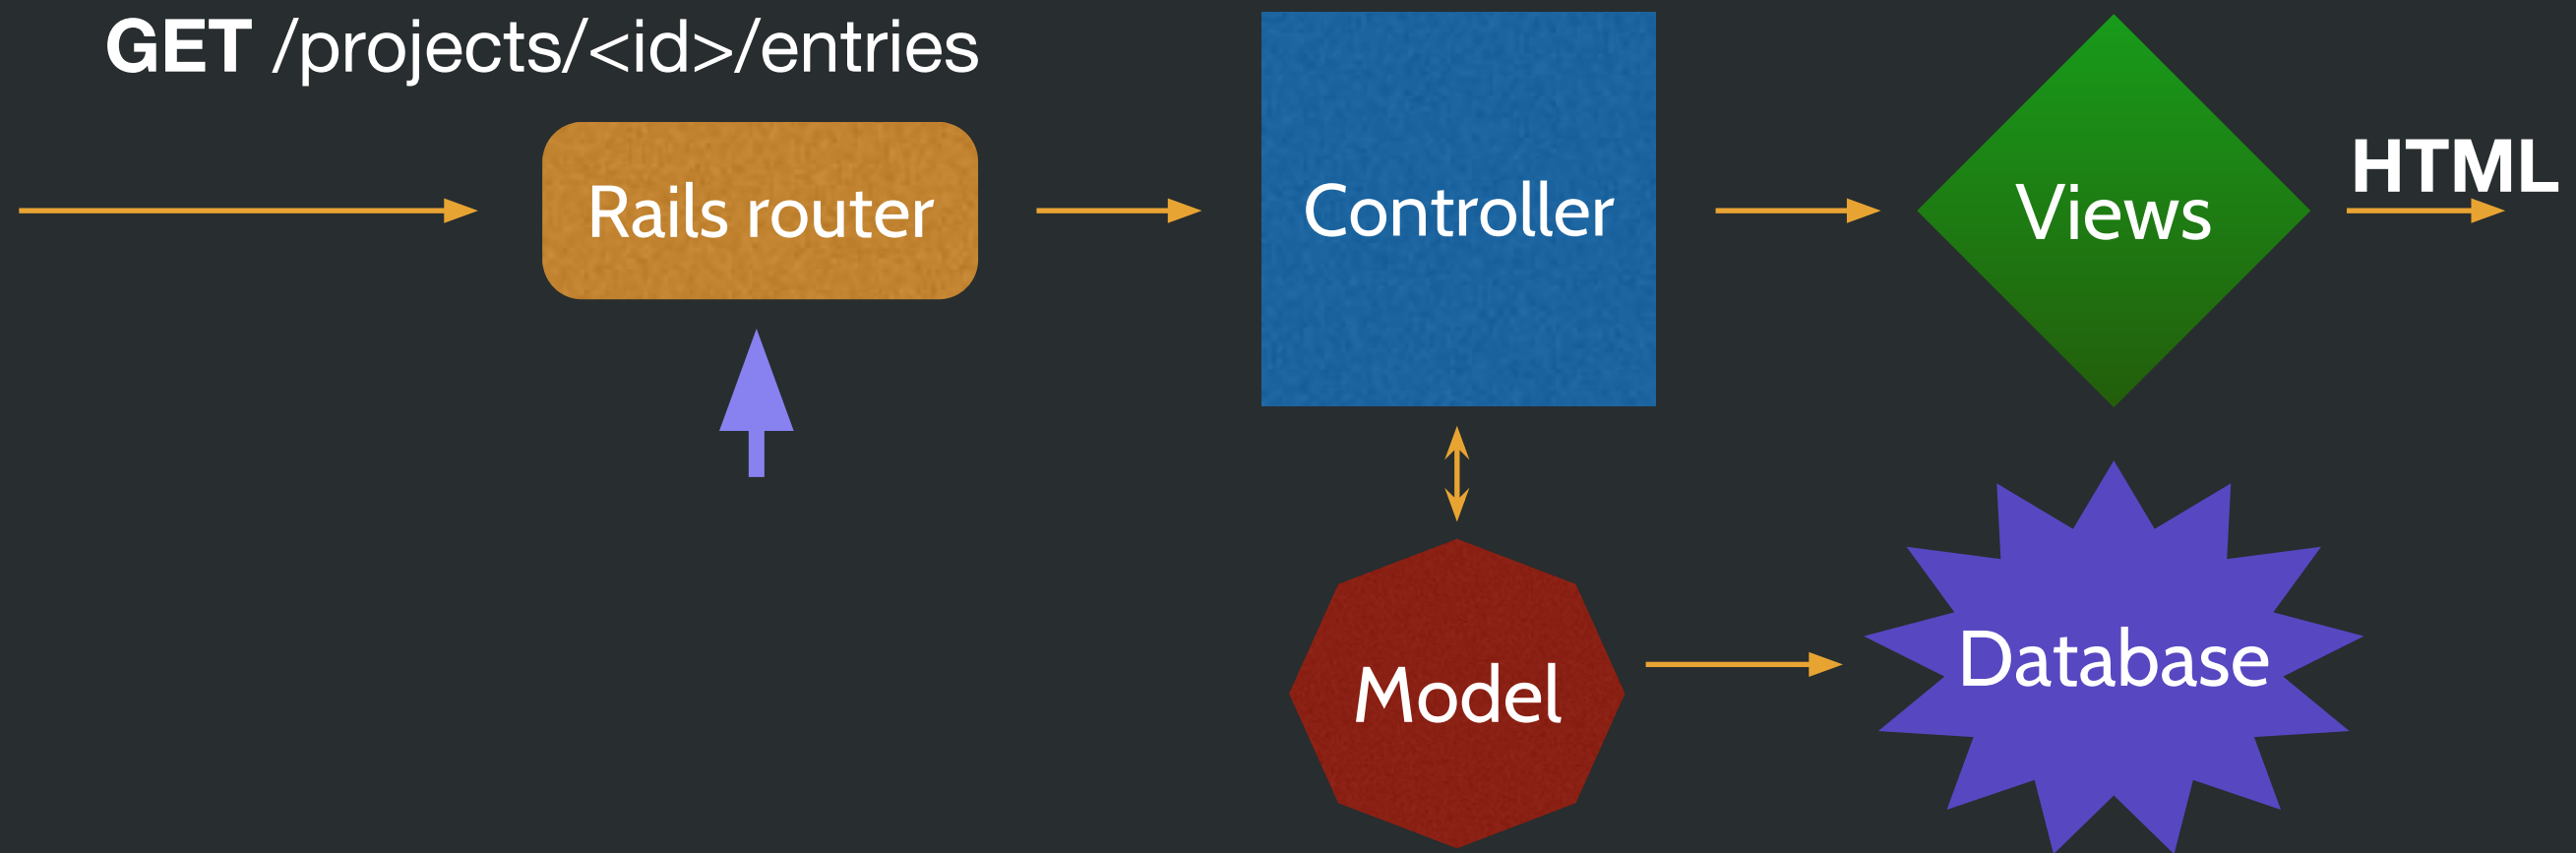 GET /projects/<id>/entries
HTML
Rails router
Controller
Views
Model
Database